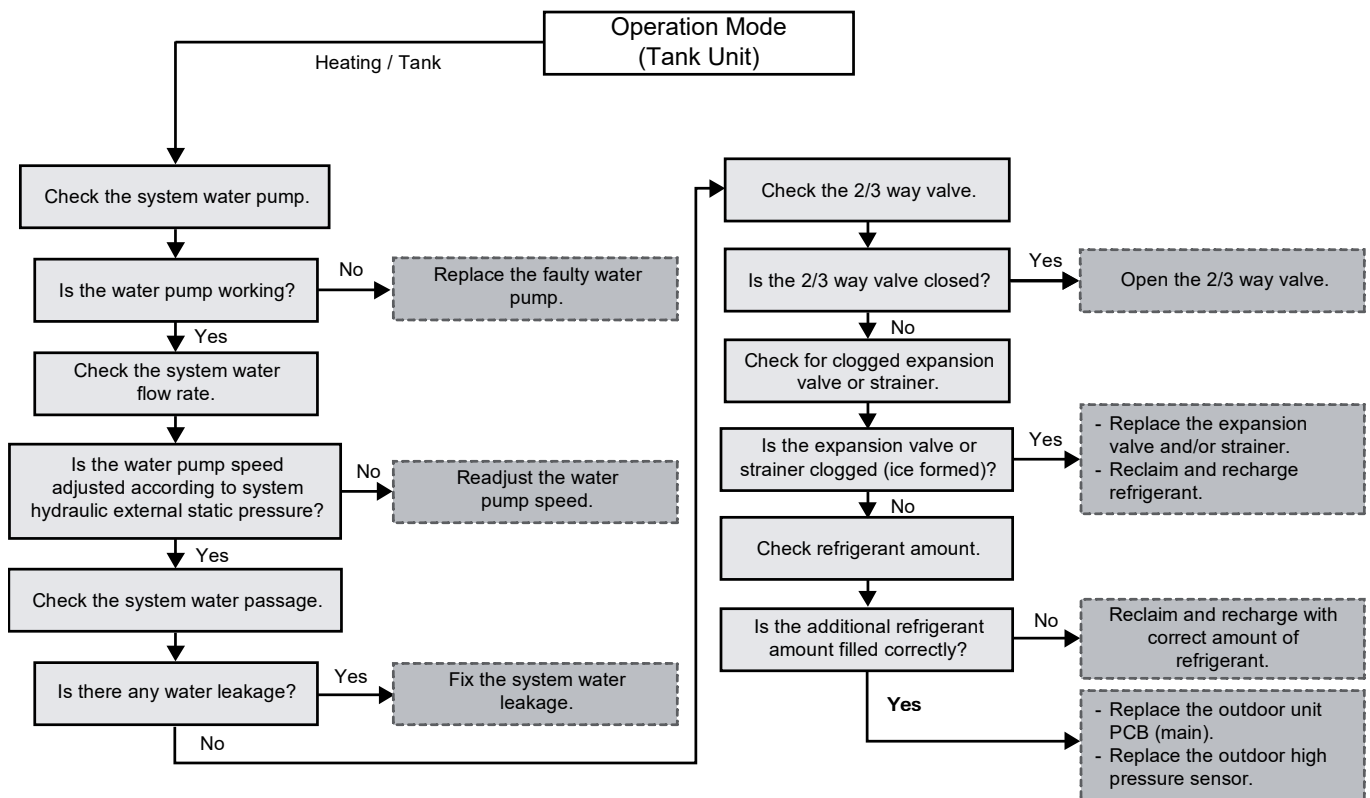 Operation Mode
(Tank Unit)
Heating / Tank
Check the system water pump.
Is the water pump working?
No
Replace the faulty water
pump.
Yes
Check the system water
flow rate.
Is the water pump speed
adjusted according to system
hydraulic external static pressure?
No
Readjust the water
pump speed.
Yes
Check the system water passage.
Is there any water leakage?
Yes
Fix the system water
leakage.
No
Check the 2/3 way valve.
Is the 2/3 way valve closed?
Yes
Open the 2/3 way valve.
No
Check for clogged expansion
valve or strainer.
Is the expansion valve or
strainer clogged (ice formed)?
Yes
- Replace the expansion
valve and/or strainer.
- Reclaim and recharge
refrigerant.
No
Check refrigerant amount.
Is the additional refrigerant
amount filled correctly?
No
Reclaim and recharge with
correct amount of
refrigerant.
Yes
- Replace the outdoor unit
PCB (main).
- Replace the outdoor high
pressure sensor.